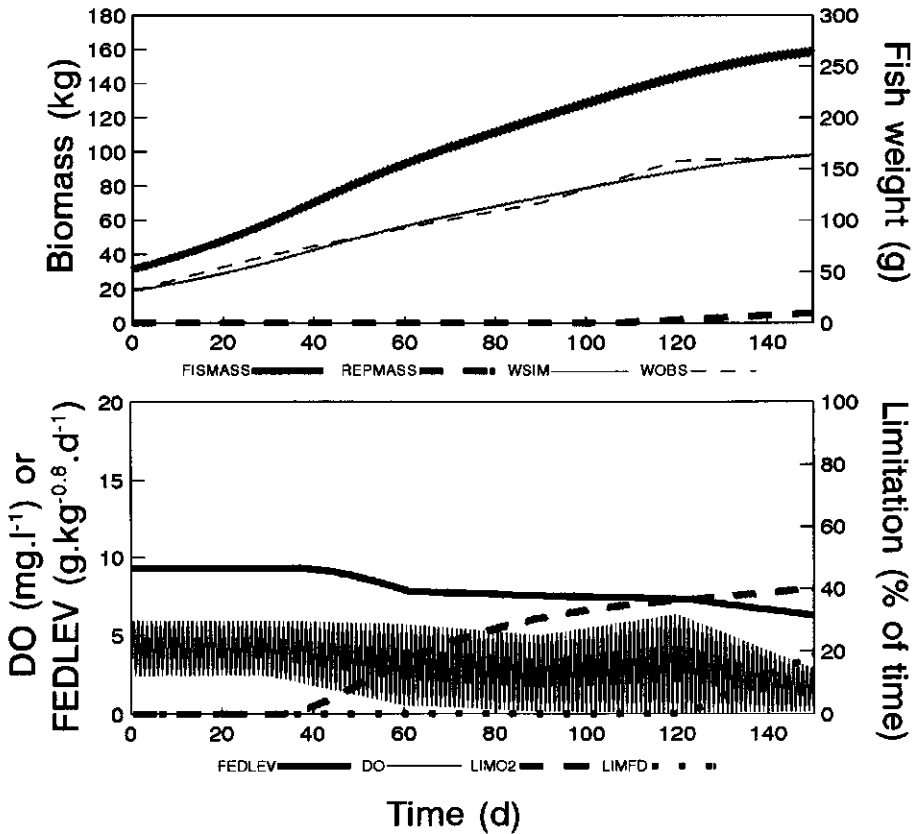 Biomass (kg)
180
160
140
120
100
80
60
40
20
0
300
250
200
150
100
50
0
Fish weight (g)
0 20 40 60 80 100 120 140
FISMASS REPMASS WSIM WOBS
DO (mg.l⁻¹) or
FEDLEV (g.kg⁻⁰·⁸.d⁻¹)
20
15
10
5
0
100
80
60
40
20
0
Limitation (% of time)
0 20 40 60 80 100 120 140
FEDLEV DO LIMO2 LIMFD
Time (d)